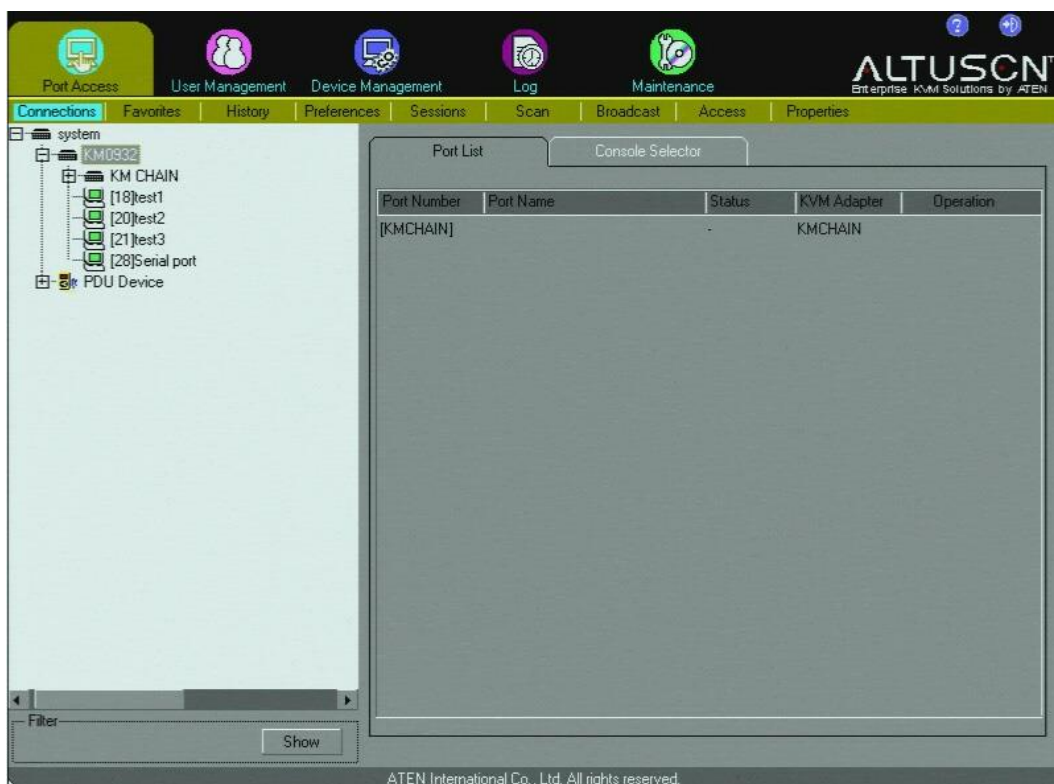 Port Access
User Management
Device Management
Log
Maintenance
ALTUSCN
Enterprise KVM Solutions by ATEN
Connections
Favorites
History
Preferences
Sessions
Scan
Broadcast
Access
Properties
system
KM0932
KM CHAIN
[18]test1
[20]test2
[21]test3
[28]Serial port
PDU Device
Filter
Show
Port List
Console Selector
Port Number
Port Name
Status
KVM Adapter
Operation
[KMCHAIN]
-
KMCHAIN
ATEN International Co., Ltd. All rights reserved.